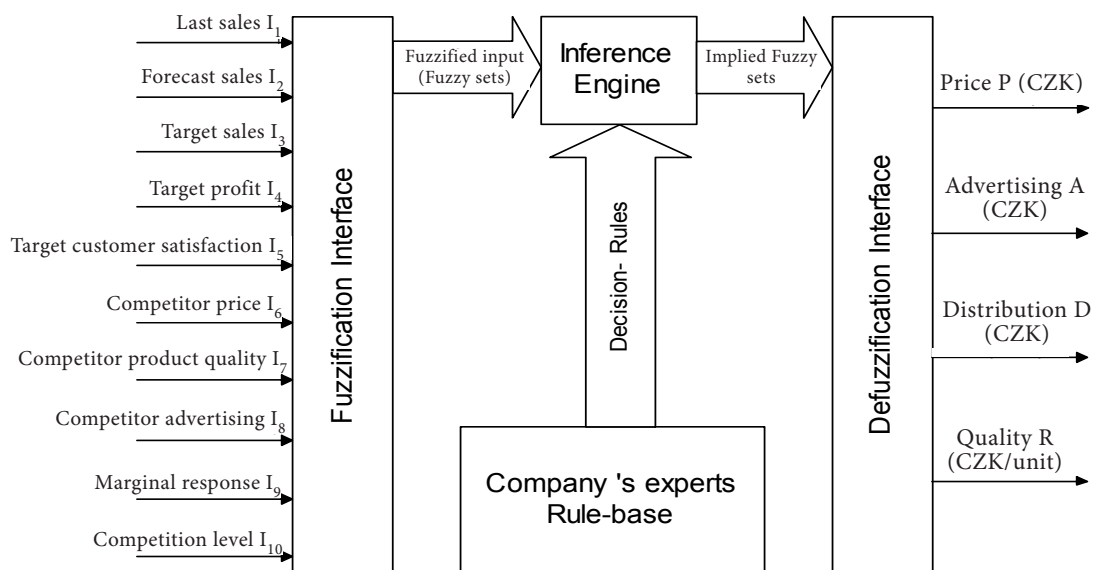 Last sales I1
Forecast sales I2
Target sales I3
Target profit I4
Target customer satisfaction I5
Competitor price I6
Competitor product quality I7
Competitor advertising I8
Marginal response I9
Competition level I10
Fuzzification Interface
Fuzzified input
(Fuzzy sets)
Inference
Engine
Implied Fuzzy
sets
Decision- Rules
Company 's experts
Rule-base
Defuzzification Interface
Price P (CZK)
Advertising A
(CZK)
Distribution D
(CZK)
Quality R
(CZK/unit)